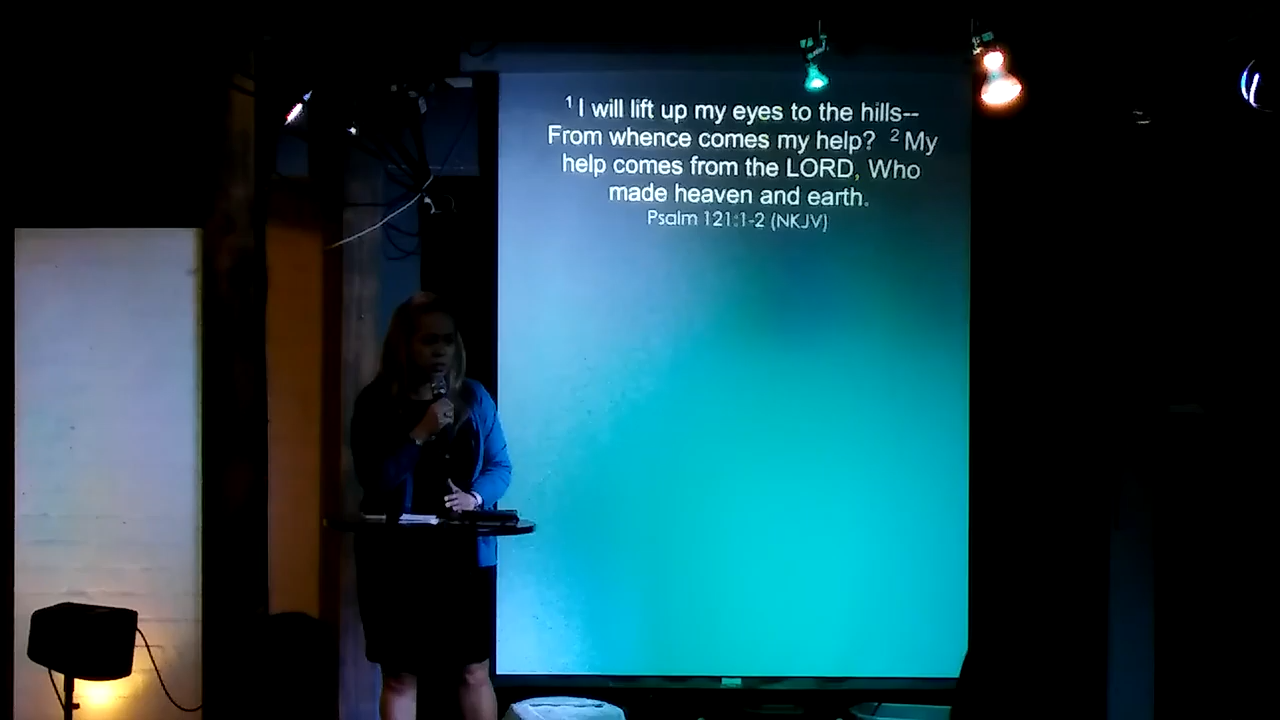 ¹ I will lift up my eyes to the hills--
From whence comes my help? ² My
help comes from the LORD, Who
made heaven and earth.
Psalm 121:1-2 (NKJV)